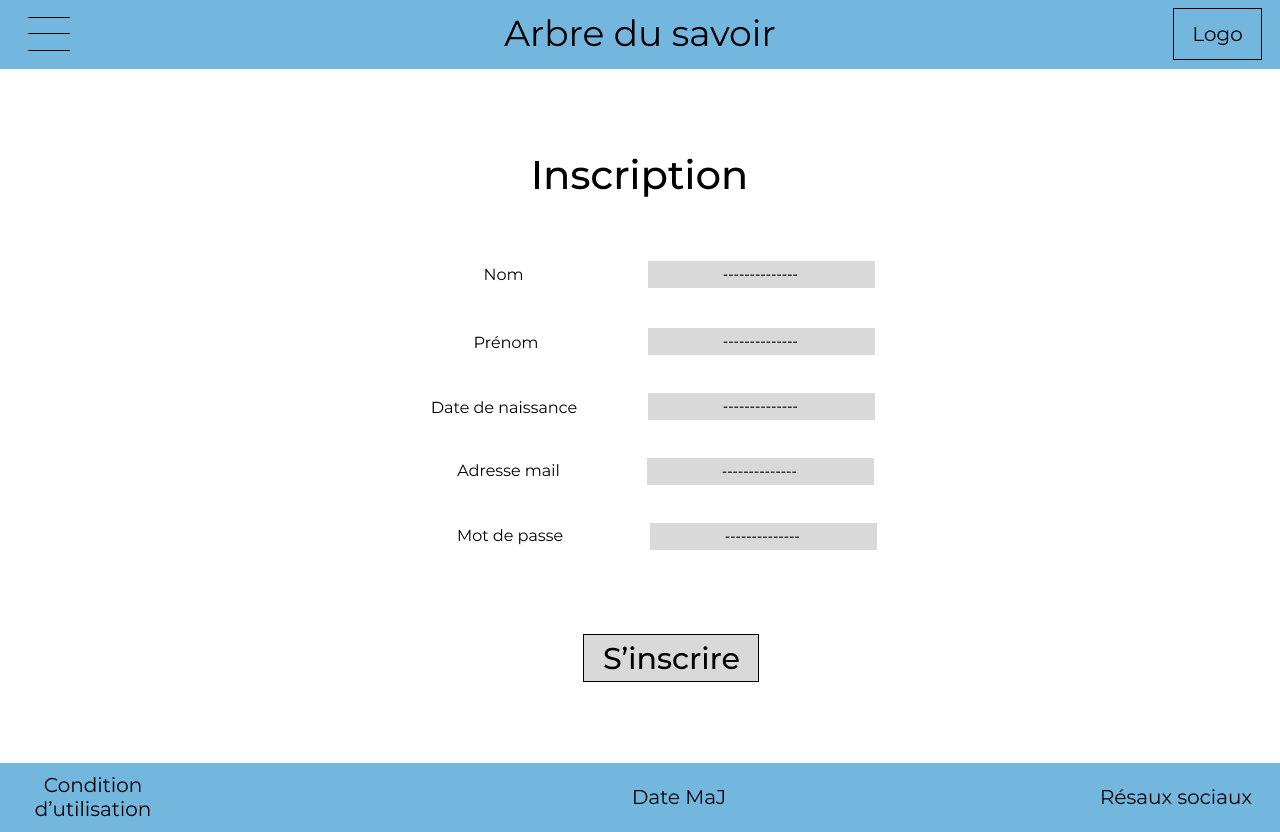 Arbre du savoir
Logo
Inscription
Nom --------------
Prénom --------------
Date de naissance --------------
Adresse mail --------------
Mot de passe --------------
S’inscrire
Condition
d’utilisation
Date MaJ
Résaux sociaux